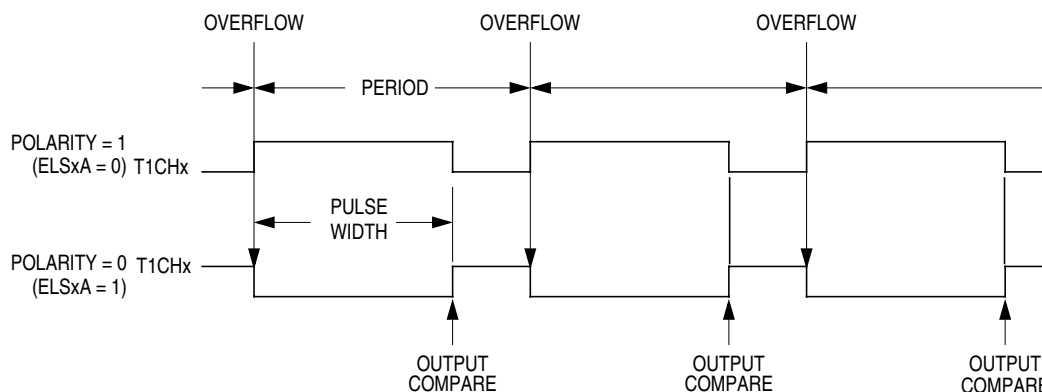 OVERFLOW
OVERFLOW
OVERFLOW
PERIOD
POLARITY = 1
(ELSxA = 0) T1CHx
PULSE
WIDTH
POLARITY = 0 T1CHx
(ELSxA = 1)
OUTPUT
COMPARE
OUTPUT
COMPARE
OUTPUT
COMPARE